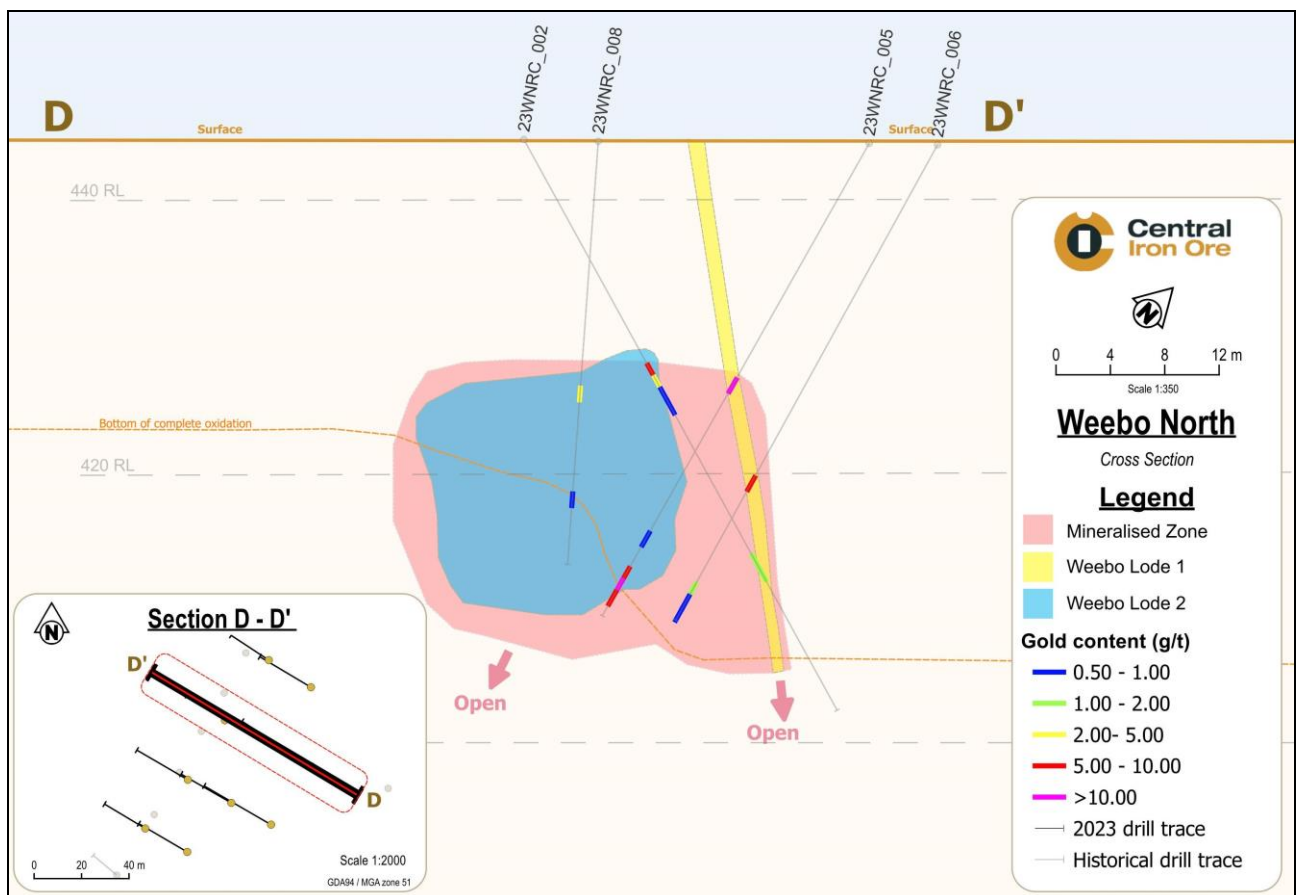 23WNRC_002
23WNRC_008
23WNRC_005
23WNRC_006
D
D'
Surface
Surface
440 RL
Bottom of complete oxidation
420 RL
Open
Open
Central
Iron Ore
N
0 4 8 12 m
Scale 1:350
Weebo North
Cross Section
Legend
Mineralised Zone
Weebo Lode 1
Weebo Lode 2
Gold content (g/t)
0.50 - 1.00
1.00 - 2.00
2.00- 5.00
5.00 - 10.00
>10.00
2023 drill trace
Historical drill trace
N
Section D - D'
D'
D
0 20 40 m
Scale 1:2000
GDA94 / MGA zone 51